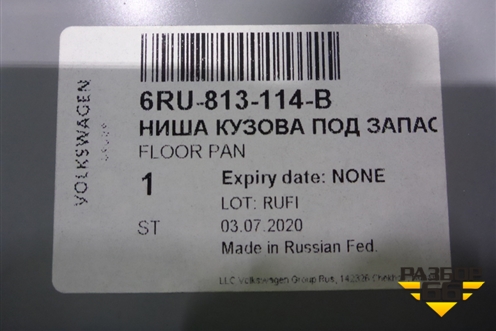 VOLKSWAGEN
6RU-813-114-B
НИША КУЗОВА ПОД ЗАПАС
FLOOR PAN
1
Expiry date: NONE
LOT: RUFI
ST
03.07.2020
Made in Russian Fed.
LLC Volkswagen Group Rus,
РАЗБОР